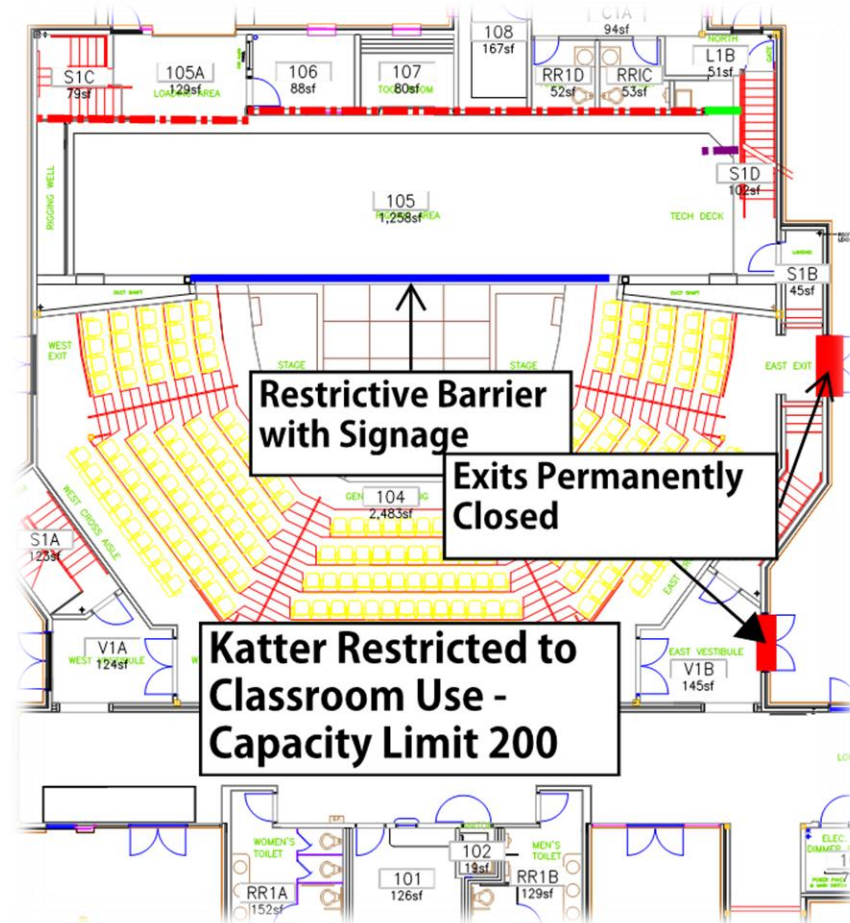 C1A
94sf
108
167sf
NORTH
L1B
51sf
S1C
79sf
105A
129sf
LOADING AREA
106
88sf
107
80sf
RR1D
52sf
RRIC
53sf
S1D
102sf
RIGGING WELL
105
1,258sf
AREA
TECH DECK
S1B
45sf
WEST
EXIT
EAST EXIT
STAGE
STAGE
Restrictive Barrier
with Signage
Exits Permanently
Closed
104
2,483sf
WEST CROSS AISLE
S1A
123sf
V1A
124sf
EAST VESTIBULE
V1B
145sf
Katter Restricted to
Classroom Use -
Capacity Limit 200
WOMEN'S
TOILET
MEN'S
TOILET
102
19sf
101
126sf
RR1A
152sf
RR1B
129sf
ELEC.
DIMMER